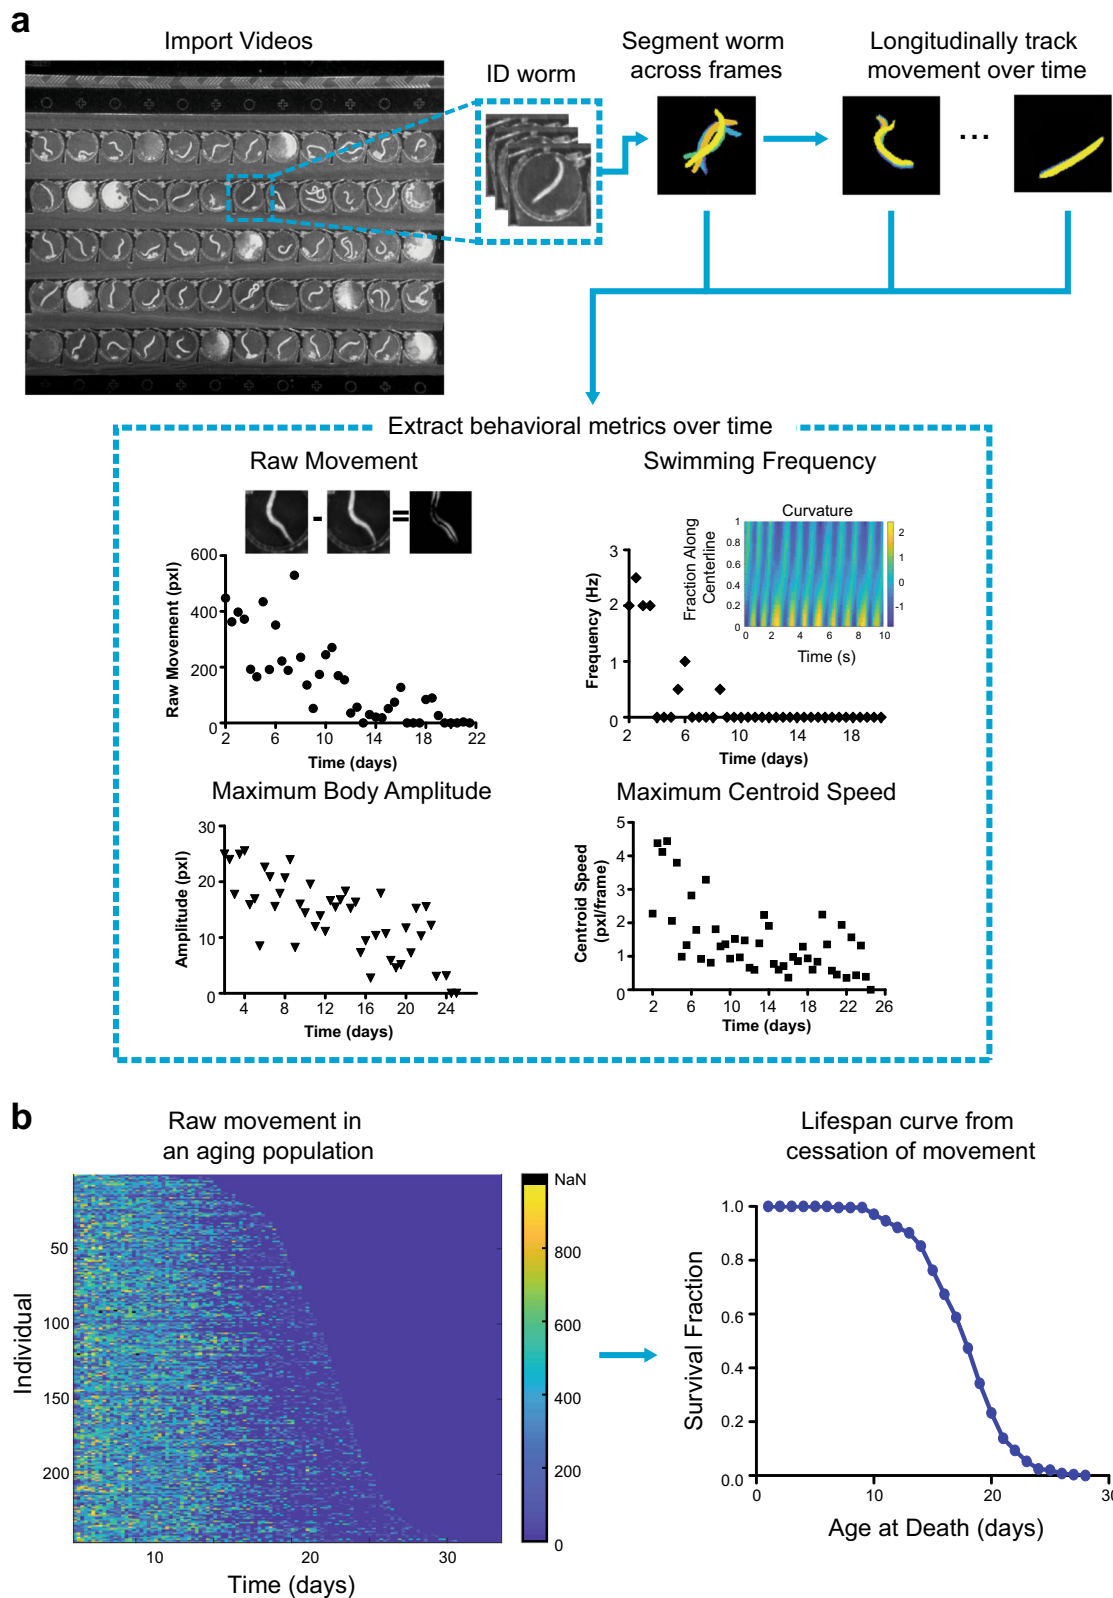 a
Import Videos
ID worm
Segment worm
across frames
Longitudinally track
movement over time
...
Extract behavioral metrics over time
Raw Movement
- =
600
400
200
0
Raw Movement (pxl)
2 6 10 14 18 22
Time (days)
Swimming Frequency
3
2
1
0
Frequency (Hz)
2 6 10 14 18
Time (days)
Curvature
Fraction Along
Centerline
1
0.8
0.6
0.4
0.2
0
0 2 4 6 8 10
Time (s)
2
1
0
-1
Maximum Body Amplitude
30
20
10
0
Amplitude (pxl)
4 8 12 16 20 24
Time (days)
Maximum Centroid Speed
5
4
3
2
1
0
Centroid Speed
(pxl/frame)
2 6 10 14 18 22 26
Time (days)
b
Raw movement in
an aging population
Individual
50
100
150
200
10 20 30
Time (days)
NaN
800
600
400
200
0
Lifespan curve from
cessation of movement
Survival Fraction
1.0
0.8
0.6
0.4
0.2
0.0
0 10 20 30
Age at Death (days)